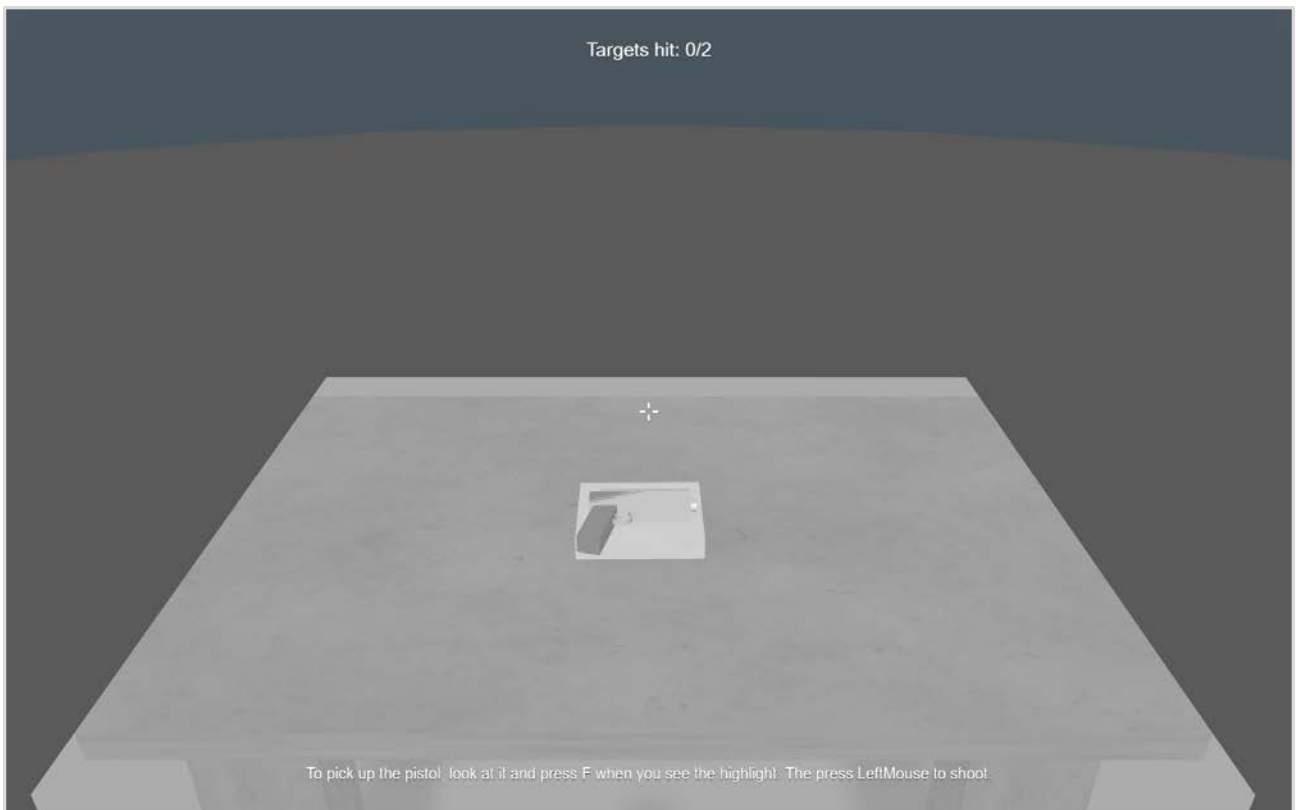 Targets hit: 0/2
To pick up the pistol, look at it and press F when you see the highlight. The press LeftMouse to shoot